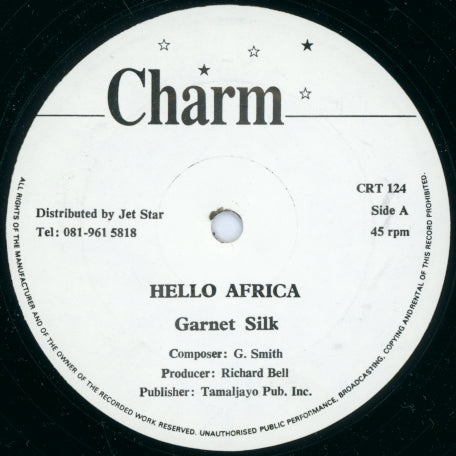 Charm
Distributed by Jet Star
Tel: 081-961 5818
CRT 124
Side A
45 rpm
HELLO AFRICA
Garnet Silk
Composer: G. Smith
Producer: Richard Bell
Publisher: Tamaljayo Pub. Inc.
ALL RIGHTS OF THE MANUFACTURER AND OF THE OWNER OF THE RECORDED WORK RESERVED. UNAUTHORISED PUBLIC PERFORMANCE, BROADCASTING, COPYING AND RENTAL OF THIS RECORD PROHIBITED.